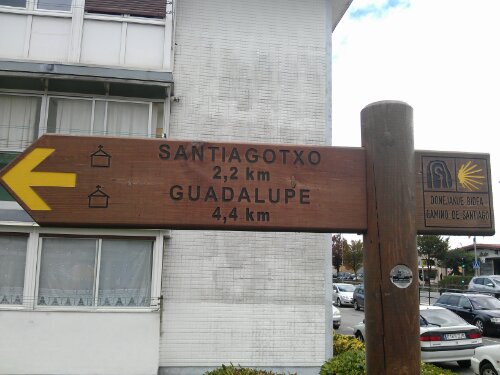 SANTIAGOTXO
2,2 km
GUADALUPE
4,4 km
DONEJAKUE BIDEA
CAMINO DE SANTIAGO